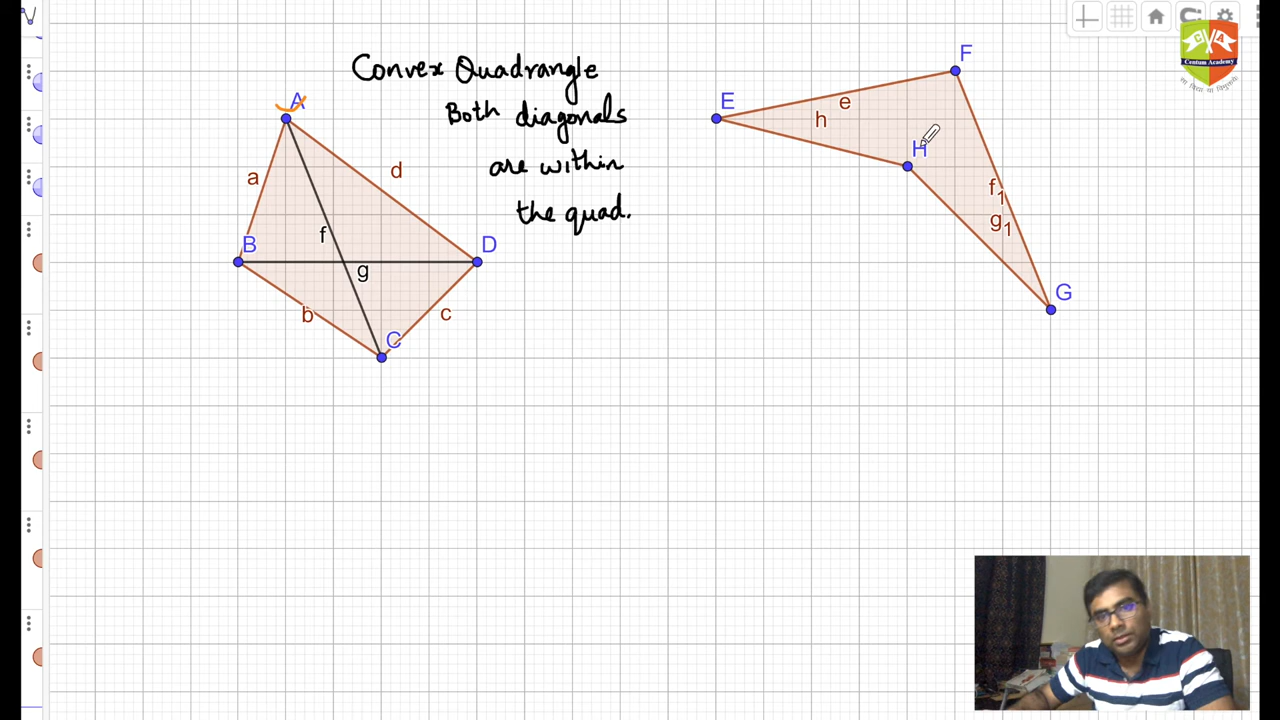 Convex Quadrangle
Both diagonals
are within
the quad.
A
a
d
f
B
D
g
b
c
C
F
E
e
h
H
f₁
g₁
G
C A
Centum Academy